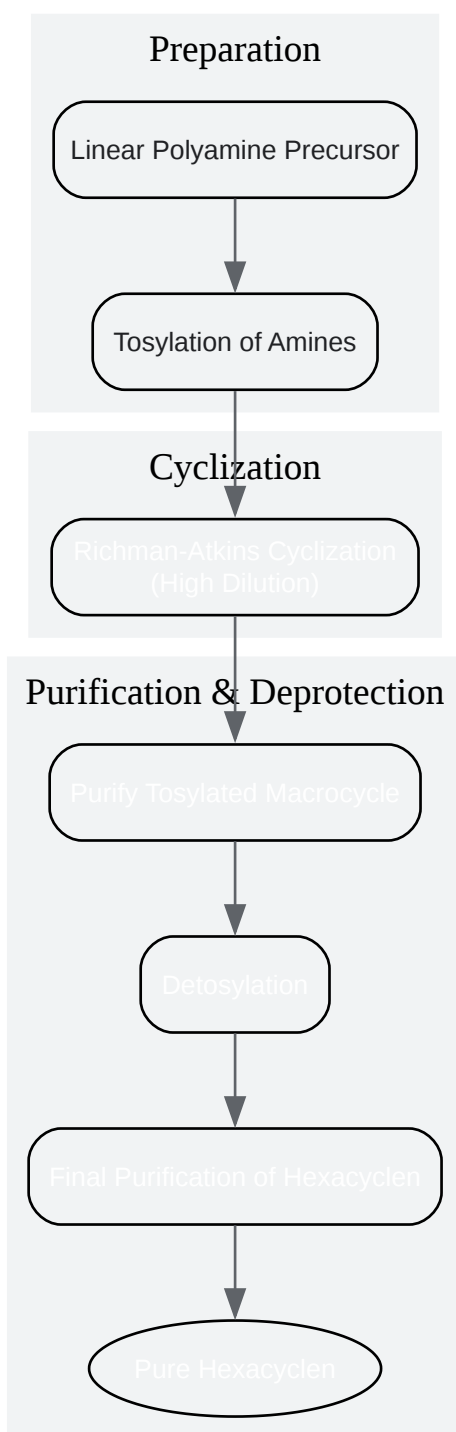 Preparation
Linear Polyamine Precursor
Tosylation of Amines
Cyclization
Richman-Atkins Cyclization
(High Dilution)
Purification & Deprotection
Purify Tosylated Macrocycle
Detosylation
Final Purification of Hexacyclen
Pure Hexacyclen